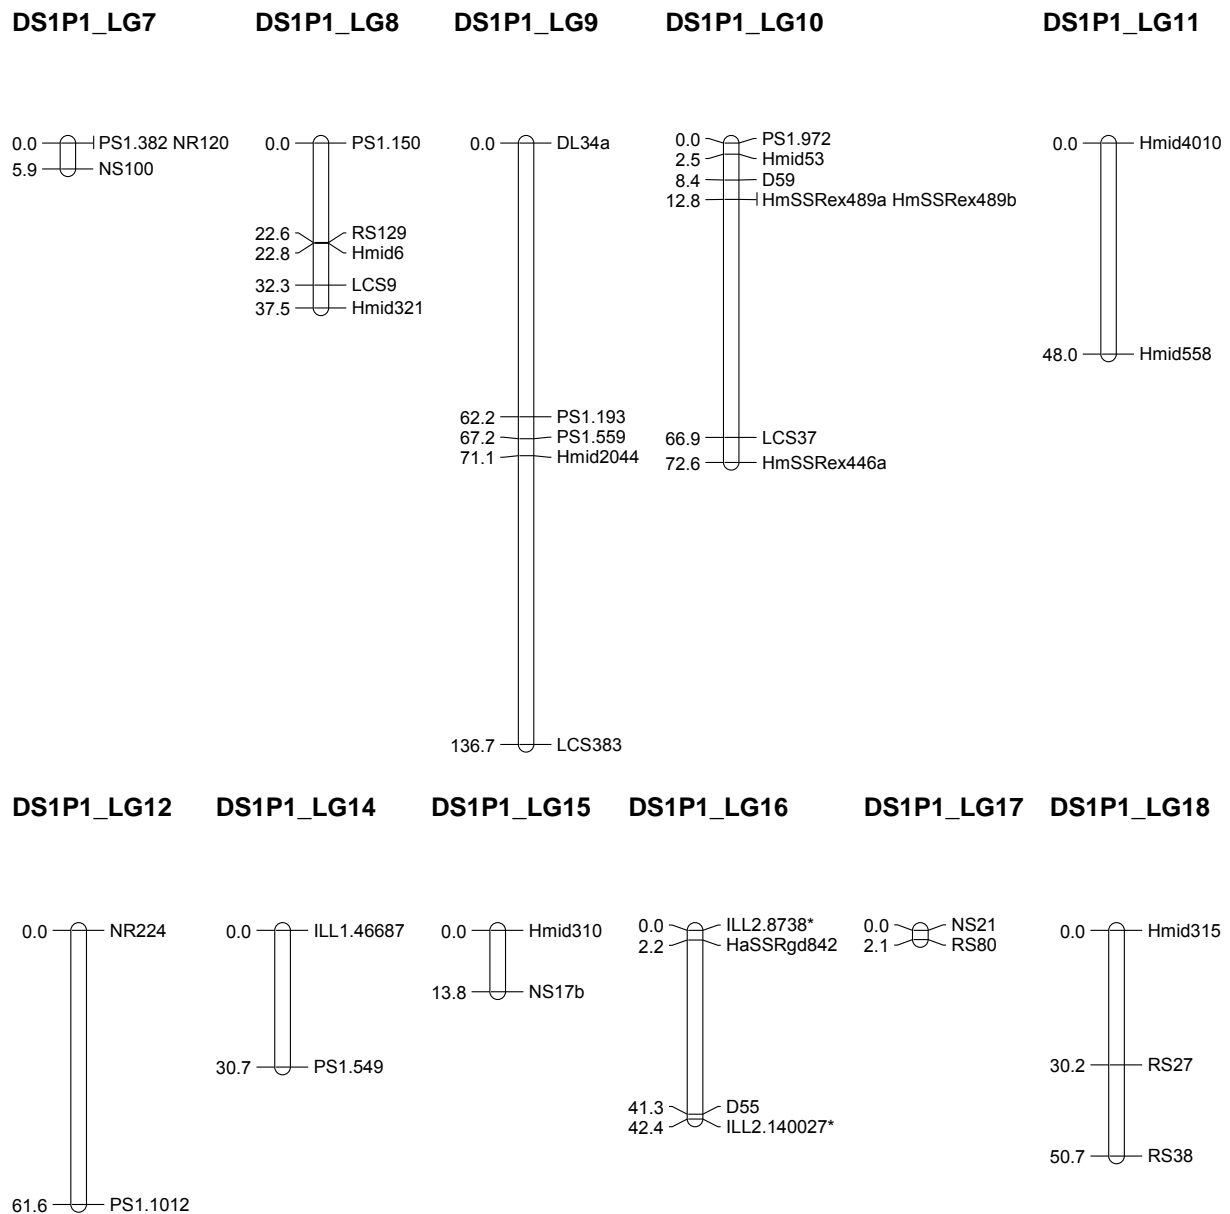 DS1P1_LG7
0.0 PS1.382 NR120
5.9 NS100
DS1P1_LG8
0.0 PS1.150
22.6 RS129
22.8 Hmid6
32.3 LCS9
37.5 Hmid321
DS1P1_LG9
0.0 DL34a
62.2 PS1.193
67.2 PS1.559
71.1 Hmid2044
136.7 LCS383
DS1P1_LG10
0.0 PS1.972
2.5 Hmid53
8.4 D59
12.8 HmSSRex489a HmSSRex489b
66.9 LCS37
72.6 HmSSRex446a
DS1P1_LG11
0.0 Hmid4010
48.0 Hmid558
DS1P1_LG12
0.0 NR224
61.6 PS1.1012
DS1P1_LG14
0.0 ILL1.46687
30.7 PS1.549
DS1P1_LG15
0.0 Hmid310
13.8 NS17b
DS1P1_LG16
0.0 ILL2.8738*
2.2 HaSSRgd842
41.3 D55
42.4 ILL2.140027*
DS1P1_LG17
0.0 NS21
2.1 RS80
DS1P1_LG18
0.0 Hmid315
30.2 RS27
50.7 RS38